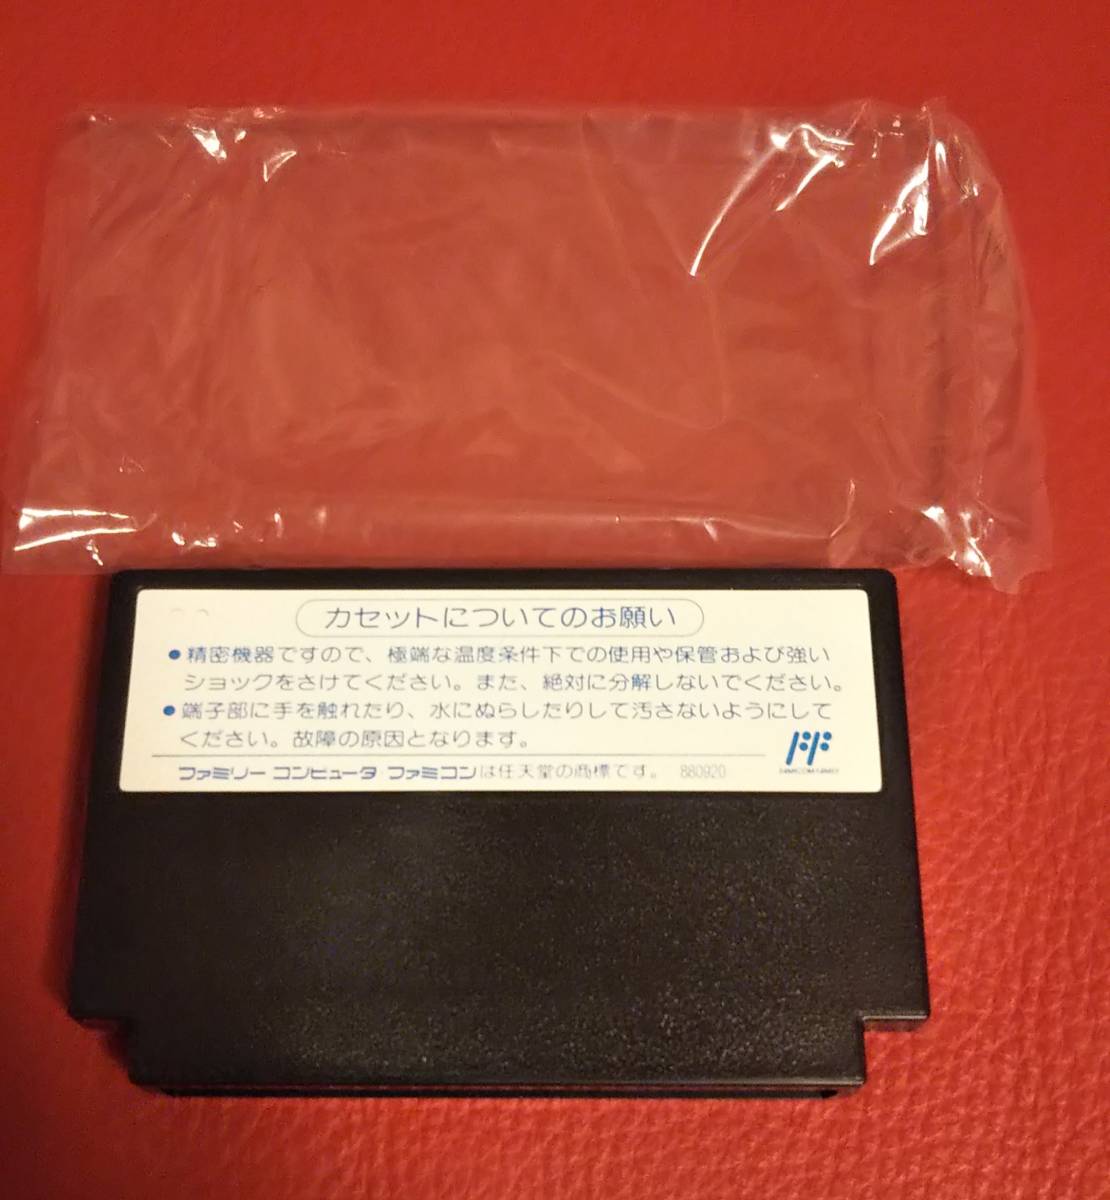 カセットについてのお願い
●精密機器ですので、極端な温度条件下での使用や保管および強い
ショックをさけてください。また、絶対に分解しないでください。
●端子部に手を触れたり、水にぬらしたりして汚さないようにして
ください。故障の原因となります。
ファミリー コンピュータ・ファミコンは任天堂の商標です。 880920
FF